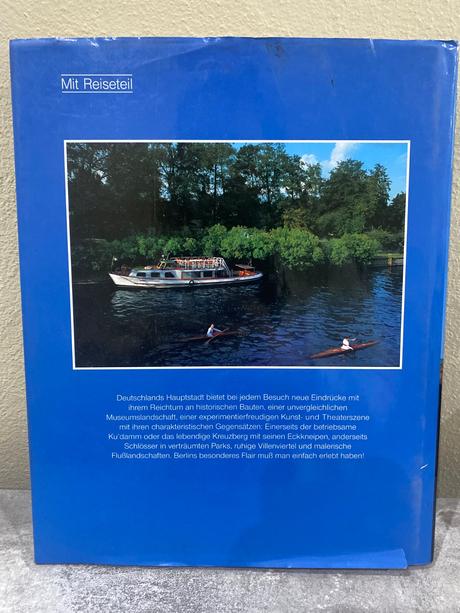 Mit Reiseteil
Deutschlands Hauptstadt bietet bei jedem Besuch neue Eindrücke mit
ihrem Reichtum an historischen Bauten, einer unvergleichlichen
Museumslandschaft, einer experimentierfreudigen Kunst- und Theaterszene
mit ihren charakteristischen Gegensätzen: Einerseits der betriebsame
Ku'damm oder das lebendige Kreuzberg mit seinen Eckkneipen, anderseits
Schlösser in verträumten Parks, ruhige Villenviertel und malerische
Flußlandschaften. Berlins besonderes Flair muß man einfach erlebt haben!